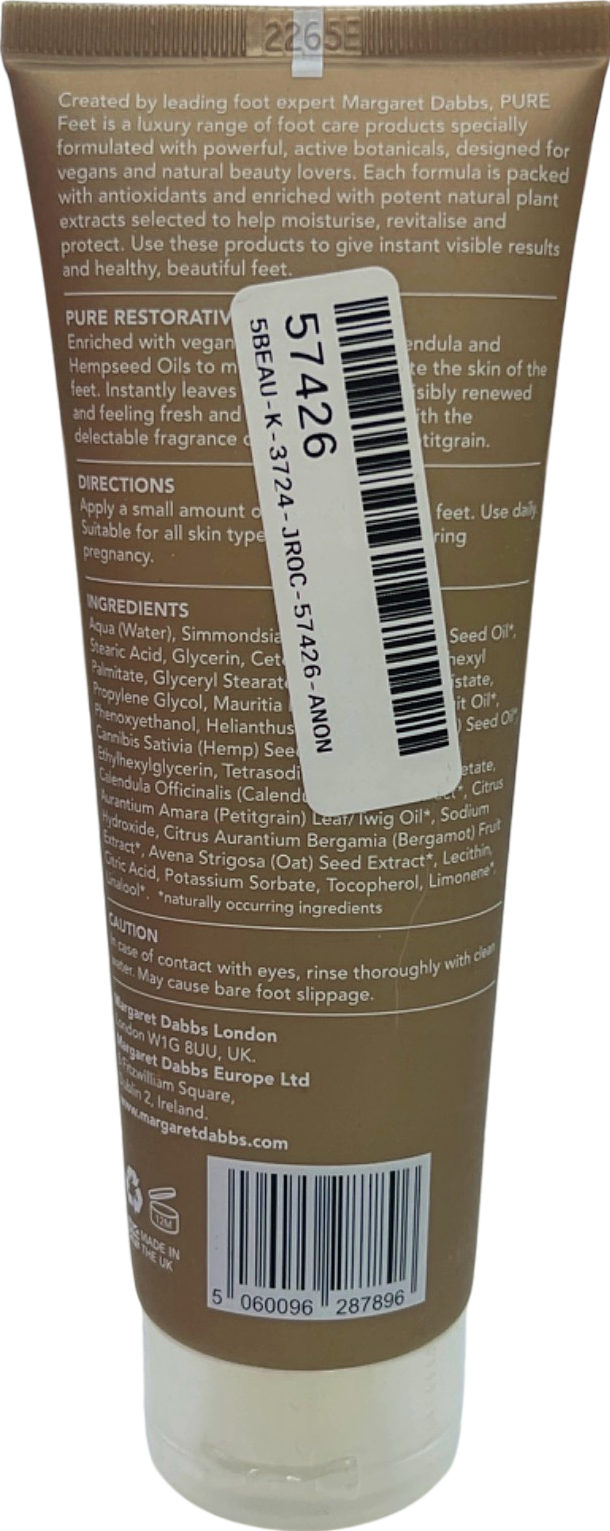 2265E
Created by leading foot expert Margaret Dabbs, PURE
Feet is a luxury range of foot care products specially
formulated with powerful, active botanicals, designed for
vegans and natural beauty lovers. Each formula is packed
with antioxidants and enriched with potent natural plant
extracts selected to help moisturise, revitalise and
protect. Use these products to give instant visible results
and healthy, beautiful feet.
PURE RESTORATIV
Enriched with vegan endula and
Hempseed Oils to m te the skin of the
feet. Instantly leaves isibly renewed
and feeling fresh and ith the
delectable fragrance titgrain.
57426
5BEAU-K-3724-JROC-57426-ANON
DIRECTIONS
Apply a small amount o feet. Use daily.
Suitable for all skin type ring
pregnancy.
INGREDIENTS
Aqua (Water), Simmondsia Seed Oil*,
Stearic Acid, Glycerin, Cet hexyl
Palmitate, Glyceryl Stearate istate,
Propylene Glycol, Mauritia it Oil*,
Phenoxyethanol, Helianthus ) Seed Oil*,
Cannibis Sativia (Hemp) See
Ethylhexylglycerin, Tetrasodi etate,
Calendula Officinalis (Calendu ct*, Citrus
Aurantium Amara (Petitgrain) Leaf/Twig Oil*, Sodium
Hydroxide, Citrus Aurantium Bergamia (Bergamot) Fruit
Extract*, Avena Strigosa (Oat) Seed Extract*, Lecithin,
Citric Acid, Potassium Sorbate, Tocopherol, Limonene*,
Linalool*. *naturally occurring ingredients
CAUTION
In case of contact with eyes, rinse thoroughly with clean
water. May cause bare foot slippage.
Margaret Dabbs London
London W1G 8UU, UK.
Margaret Dabbs Europe Ltd
Fitzwilliam Square,
Dublin 2, Ireland.
www.margaretdabbs.com
12M
MADE IN
THE UK
5 060096 287896